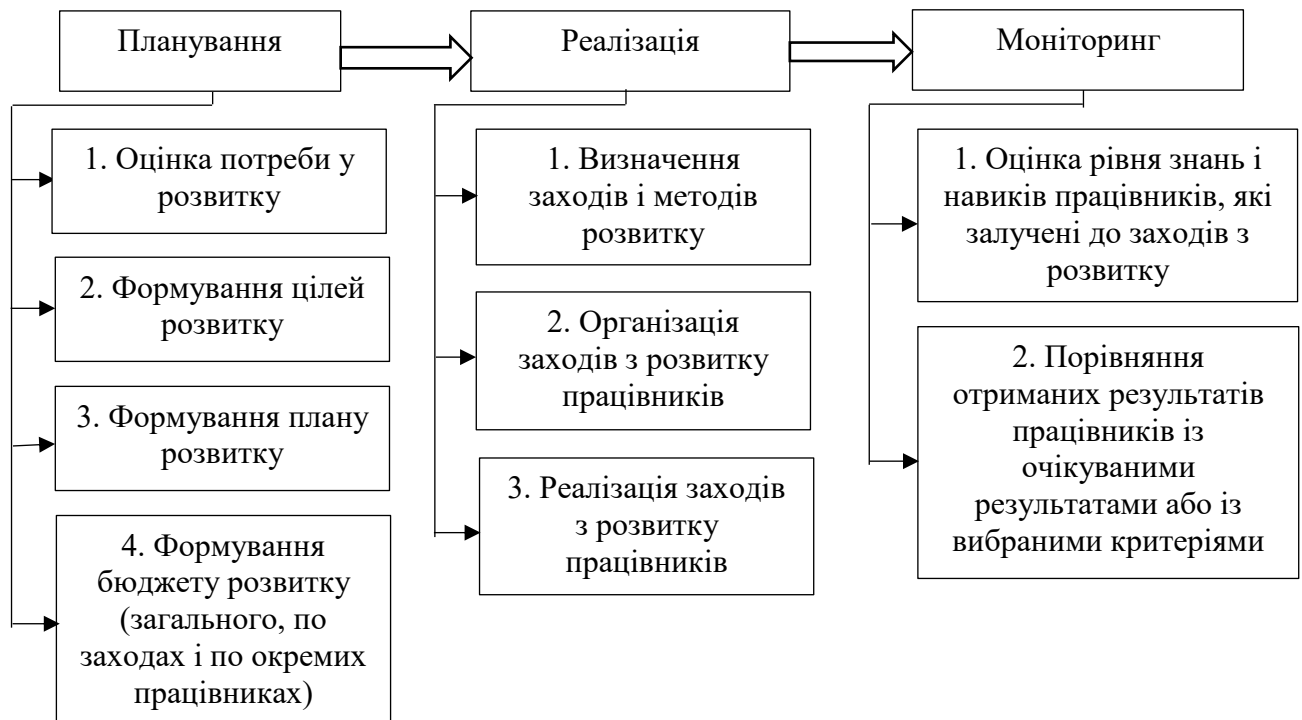 Планування
Реалізація
Моніторинг
1. Оцінка потреби у
розвитку
2. Формування цілей
розвитку
3. Формування плану
розвитку
4. Формування
бюджету розвитку
(загального, по
заходах і по окремих
працівниках)
1. Визначення
заходів і методів
розвитку
2. Організація
заходів з розвитку
працівників
3. Реалізація заходів
з розвитку
працівників
1. Оцінка рівня знань і
навиків працівників, які
залучені до заходів з
розвитку
2. Порівняння
отриманих результатів
працівників із
очікуваними
результатами або із
вибраними критеріями